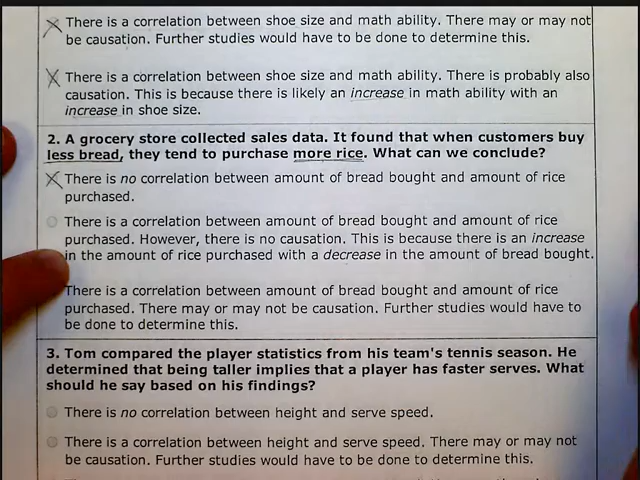 There is a correlation between shoe size and math ability. There may or may not
be causation. Further studies would have to be done to determine this.
There is a correlation between shoe size and math ability. There is probably also
causation. This is because there is likely an increase in math ability with an
increase in shoe size.
2. A grocery store collected sales data. It found that when customers buy
less bread, they tend to purchase more rice. What can we conclude?
There is no correlation between amount of bread bought and amount of rice
purchased.
There is a correlation between amount of bread bought and amount of rice
purchased. However, there is no causation. This is because there is an increase
in the amount of rice purchased with a decrease in the amount of bread bought.
There is a correlation between amount of bread bought and amount of rice
purchased. There may or may not be causation. Further studies would have to
be done to determine this.
3. Tom compared the player statistics from his team's tennis season. He
determined that being taller implies that a player has faster serves. What
should he say based on his findings?
There is no correlation between height and serve speed.
There is a correlation between height and serve speed. There may or may not
be causation. Further studies would have to be done to determine this.